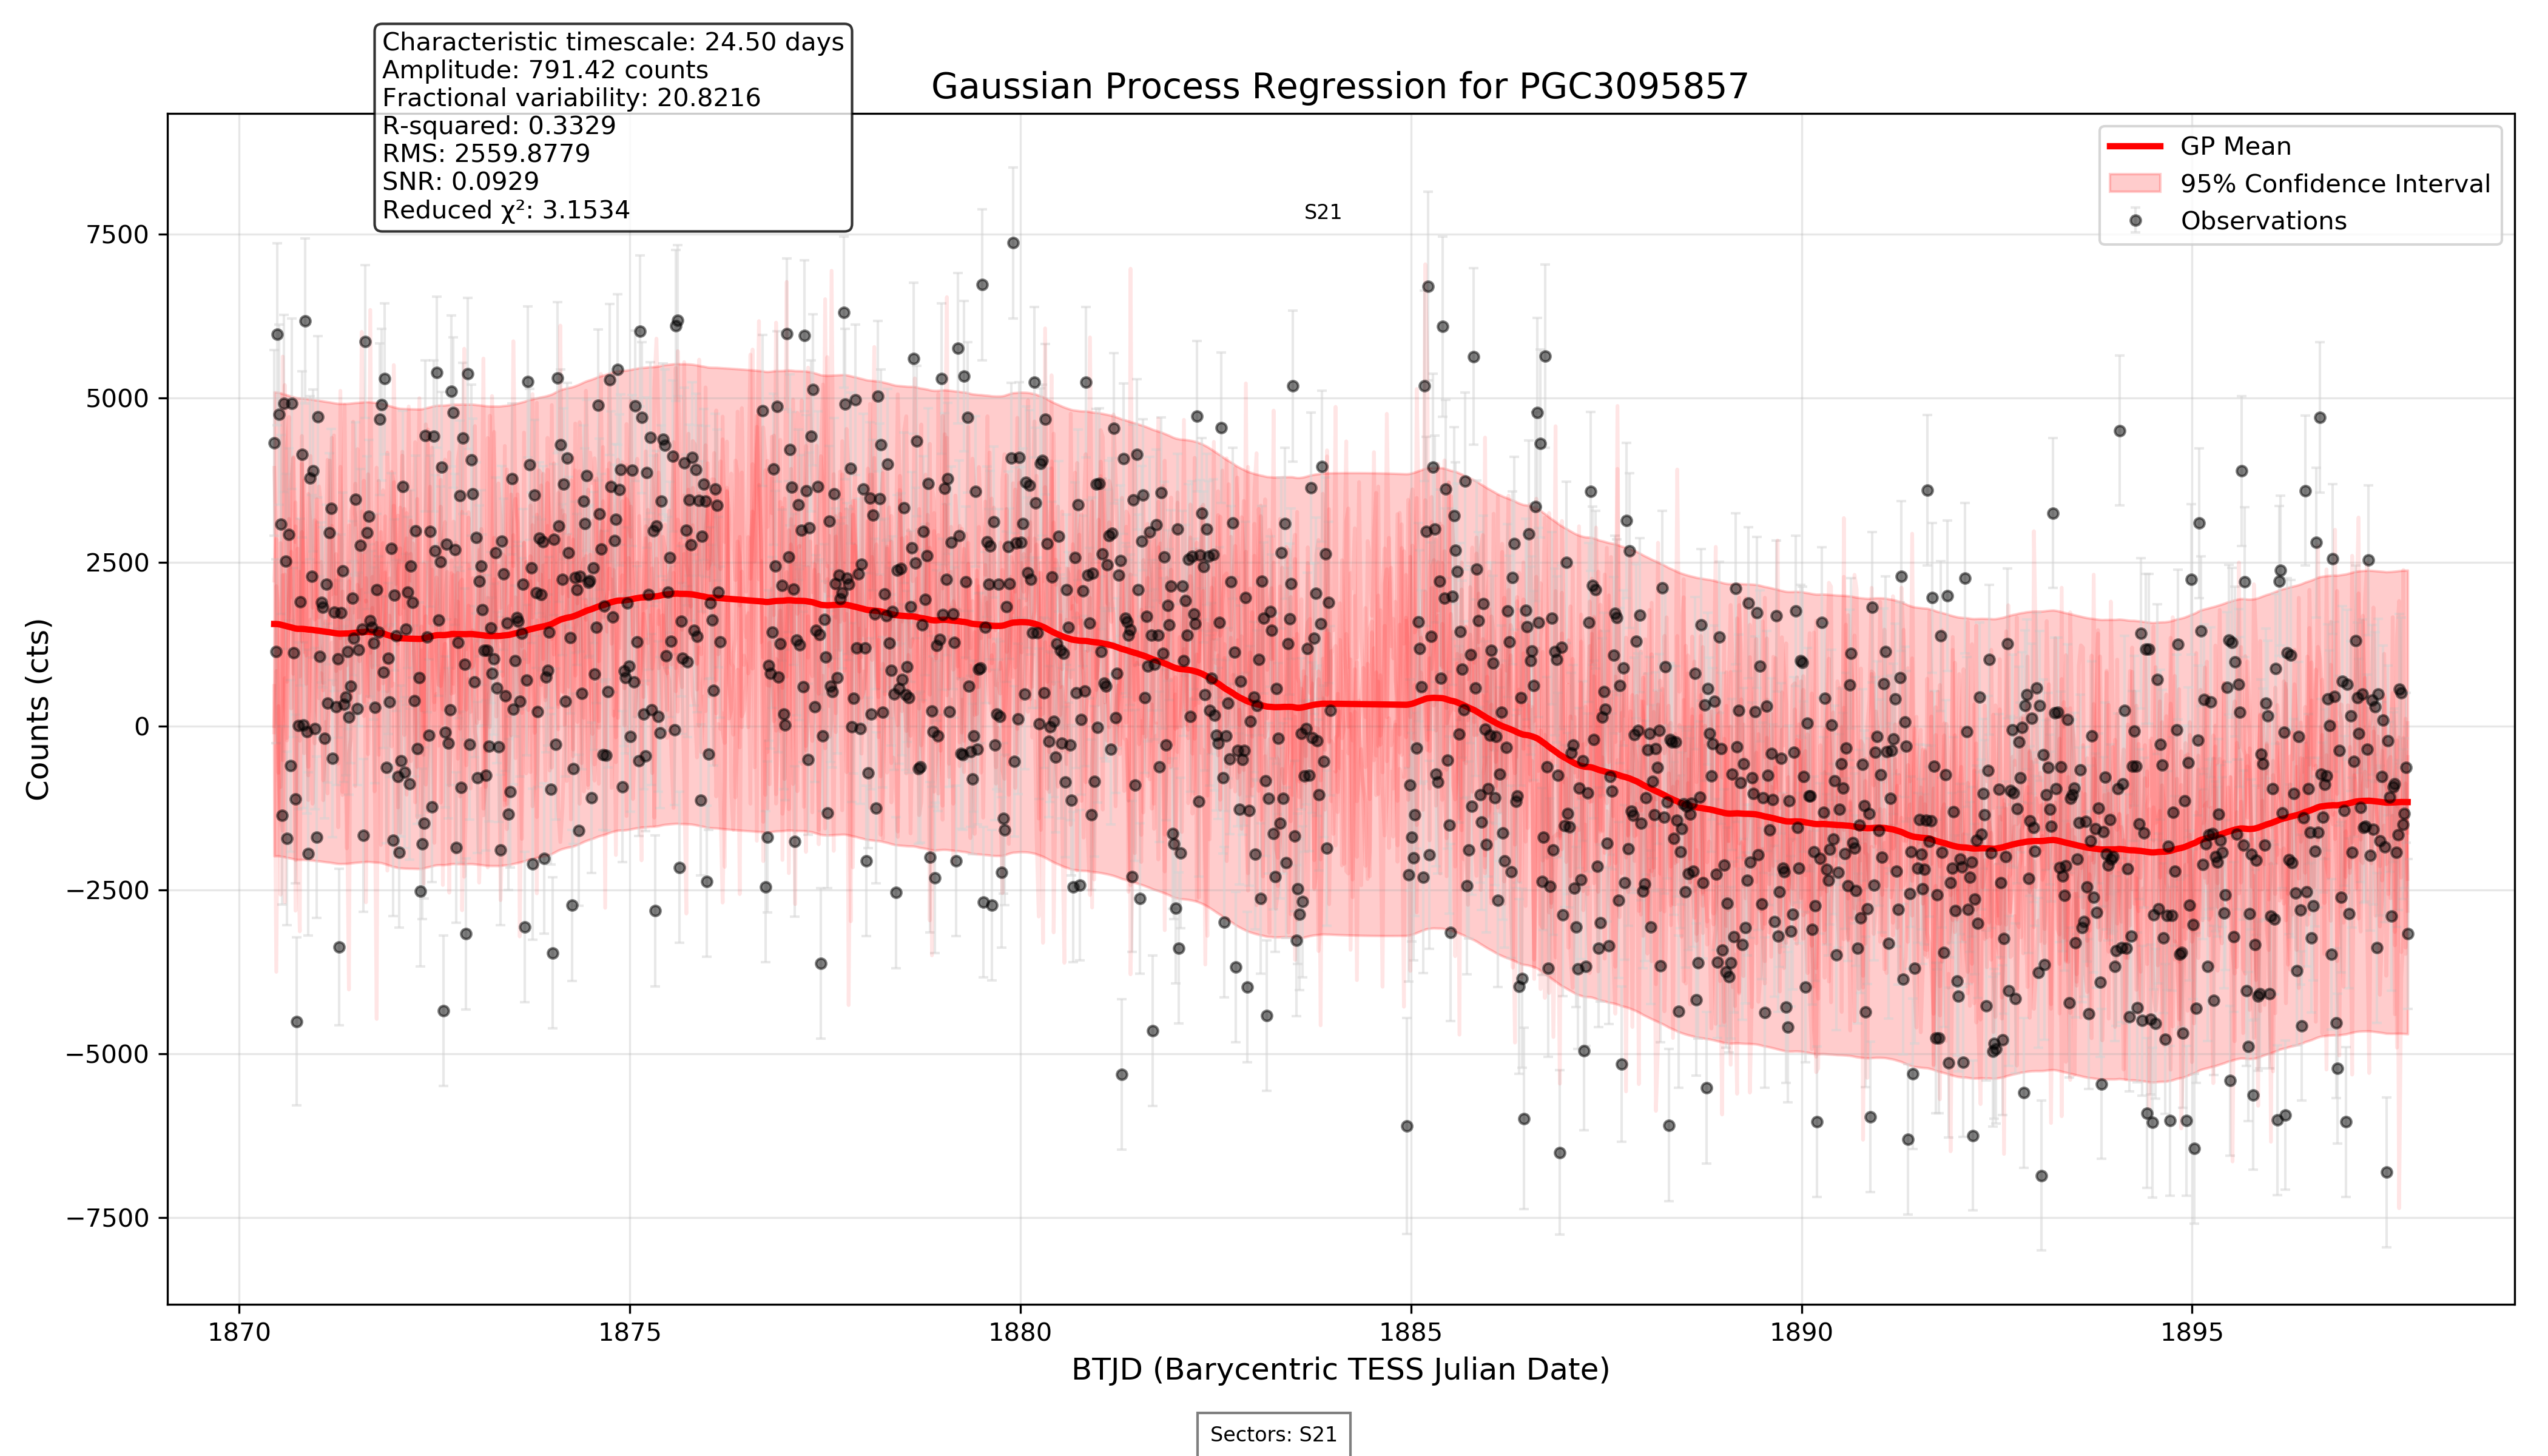 Characteristic timescale: 24.50 days
Amplitude: 791.42 counts
Fractional variability: 20.8216
R-squared: 0.3329
RMS: 2559.8779
SNR: 0.0929
Reduced χ²: 3.1534
Gaussian Process Regression for PGC3095857
GP Mean
95% Confidence Interval
Observations
S21
Counts (cts)
7500
5000
2500
0
−2500
−5000
−7500
1870 1875 1880 1885 1890 1895
BTJD (Barycentric TESS Julian Date)
Sectors: S21